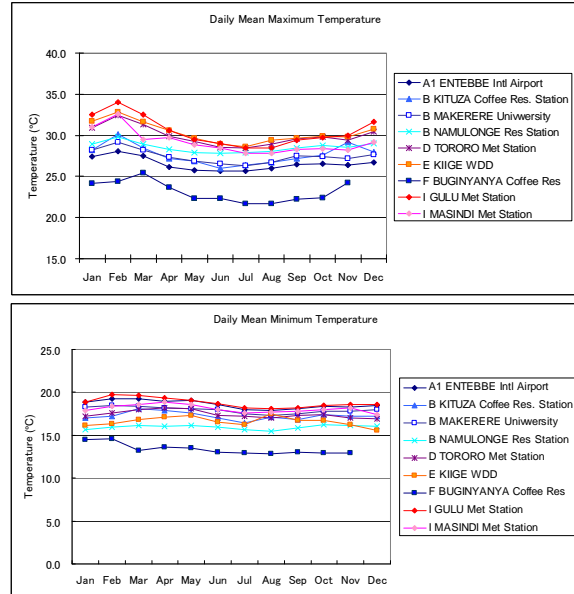 Daily Mean Maximum Temperature
Temperature (°C)
40.0
35.0
30.0
25.0
20.0
15.0
Jan Feb Mar Apr May Jun Jul Aug Sep Oct Nov Dec
A1 ENTEBBE Intl Airport
B KITUZA Coffee Res. Station
B MAKERERE Uniwwersity
B NAMULONGE Res Station
D TORORO Met Station
E KIIGE WDD
F BUGINYANYA Coffee Res
I GULU Met Station
I MASINDI Met Station
Daily Mean Minimum Temperature
Temperature (°C)
25.0
20.0
15.0
10.0
5.0
0.0
Jan Feb Mar Apr May Jun Jul Aug Sep Oct Nov Dec
A1 ENTEBBE Intl Airport
B KITUZA Coffee Res. Station
B MAKERERE Uniwwersity
B NAMULONGE Res Station
D TORORO Met Station
E KIIGE WDD
F BUGINYANYA Coffee Res
I GULU Met Station
I MASINDI Met Station